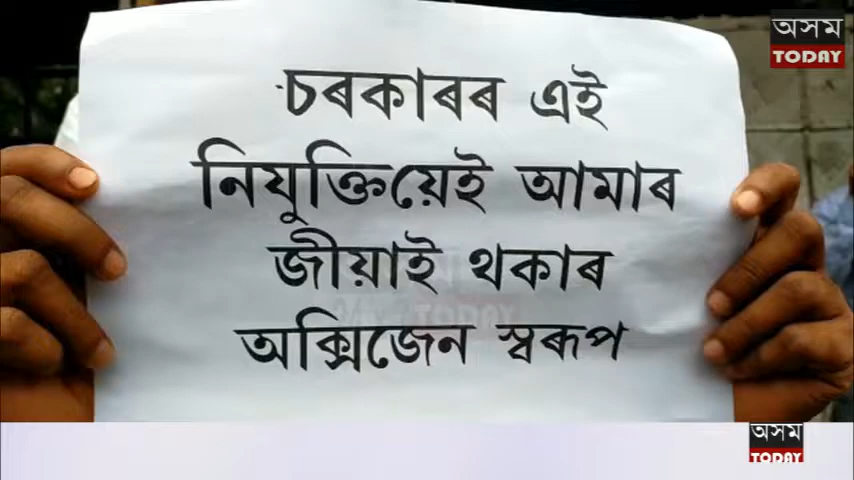 অসম
TODAY
চৰকাৰৰ এই
নিযুক্তিয়েই আমাৰ
জীয়াই থকাৰ
অক্সিজেন স্বৰূপ
অসম
TODAY